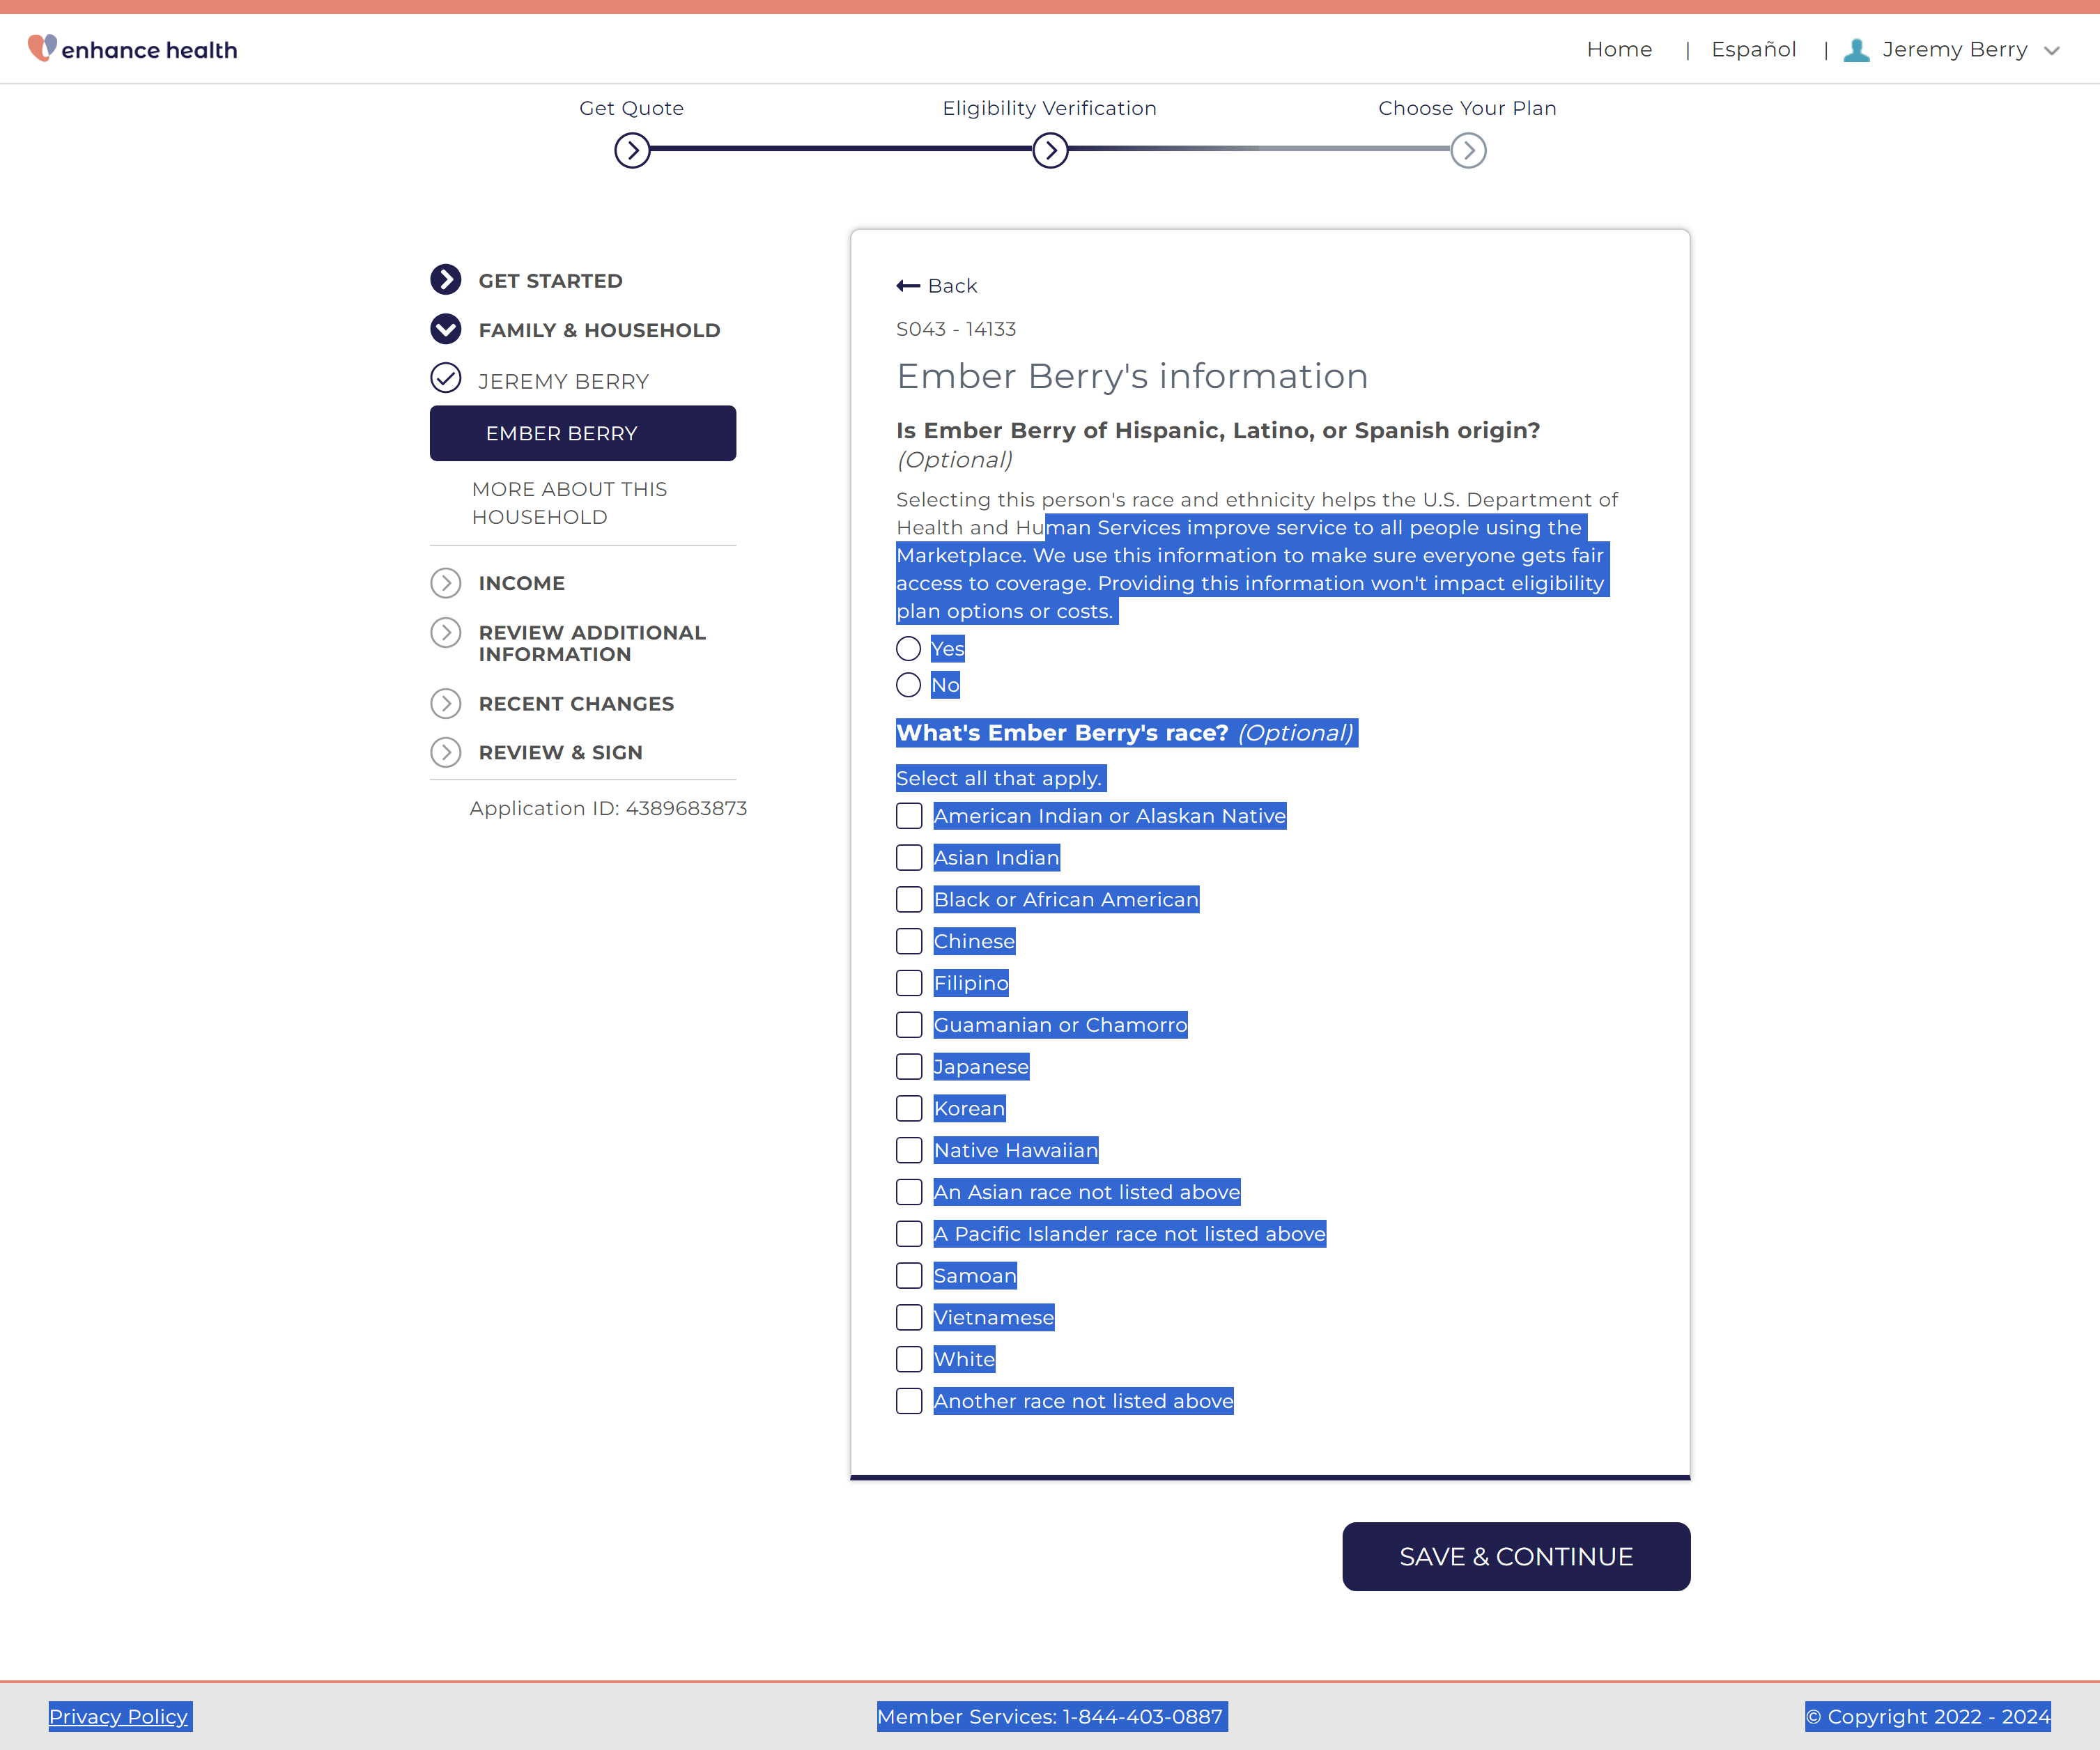 enhance health
Home | Español | Jeremy Berry
Get Quote
Eligibility Verification
Choose Your Plan
GET STARTED
FAMILY & HOUSEHOLD
JEREMY BERRY
EMBER BERRY
MORE ABOUT THIS
HOUSEHOLD
INCOME
REVIEW ADDITIONAL
INFORMATION
RECENT CHANGES
REVIEW & SIGN
Application ID: 4389683873
Back
S043 - 14133
Ember Berry's information
Is Ember Berry of Hispanic, Latino, or Spanish origin?
(Optional)
Selecting this person's race and ethnicity helps the U.S. Department of
Health and Human Services improve service to all people using the
Marketplace. We use this information to make sure everyone gets fair
access to coverage. Providing this information won't impact eligibility
plan options or costs.
Yes
No
What's Ember Berry's race? (Optional)
Select all that apply.
American Indian or Alaskan Native
Asian Indian
Black or African American
Chinese
Filipino
Guamanian or Chamorro
Japanese
Korean
Native Hawaiian
An Asian race not listed above
A Pacific Islander race not listed above
Samoan
Vietnamese
White
Another race not listed above
SAVE & CONTINUE
Privacy Policy
Member Services: 1-844-403-0887
© Copyright 2022 - 2024